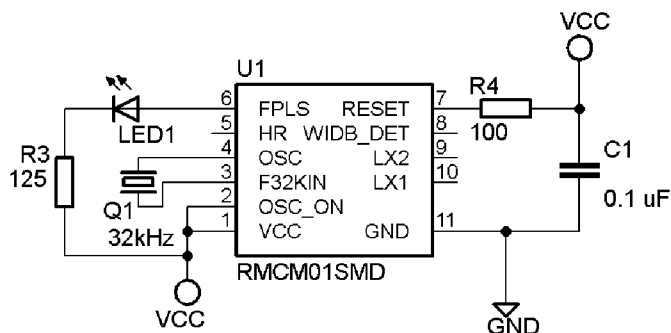 VCC
U1
R4
100
LED1
R3
125
C1
0.1 uF
Q1
32kHz
6 FPLS RESET 7
5 HR WIDB_DET 8
4 OSC LX2 9
3 F32KIN LX1 10
2 OSC_ON
1 VCC GND 11
RMCM01SMD
VCC
GND